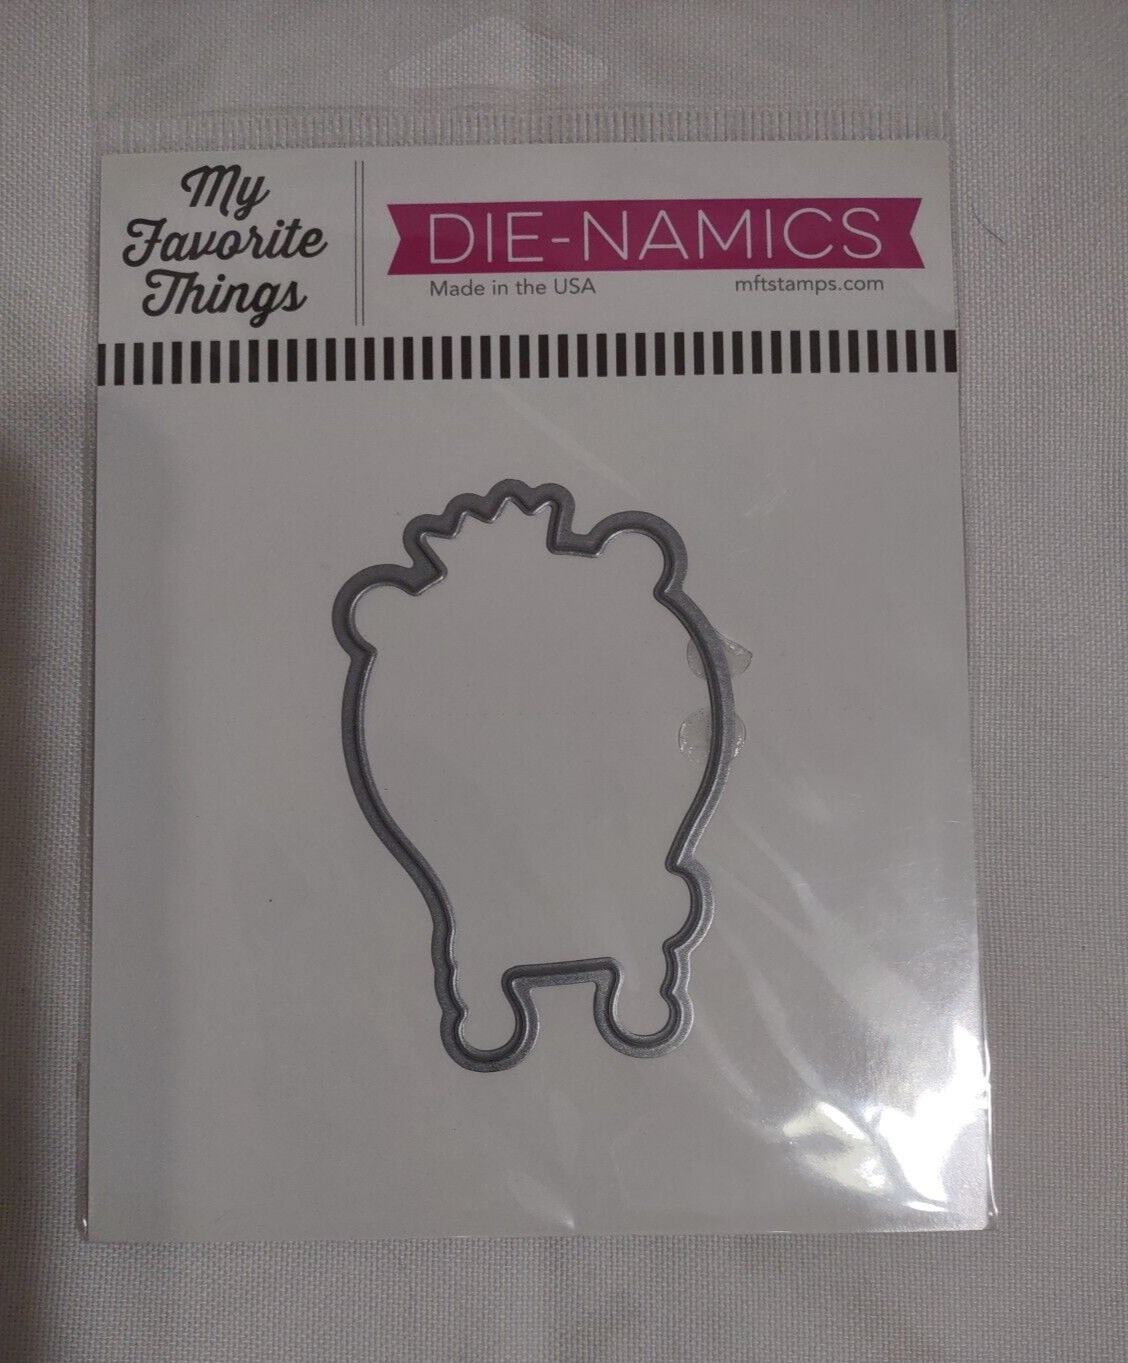 My
Favorite
Things
DIE-NAMICS
Made in the USA
mftstamps.com